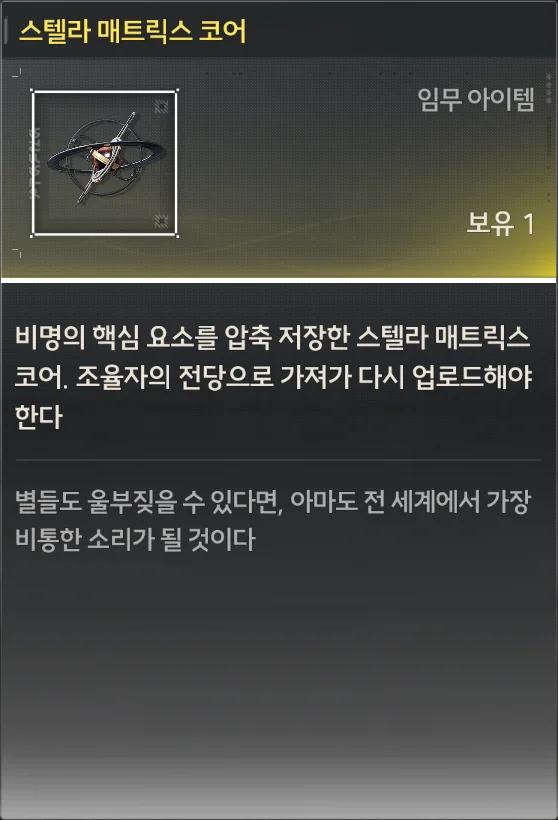 스텔라 매트릭스 코어
임무 아이템
보유 1
비명의 핵심 요소를 압축 저장한 스텔라 매트릭스
코어. 조율자의 전당으로 가져가 다시 업로드해야
한다
별들도 울부짖을 수 있다면, 아마도 전 세계에서 가장
비통한 소리가 될 것이다